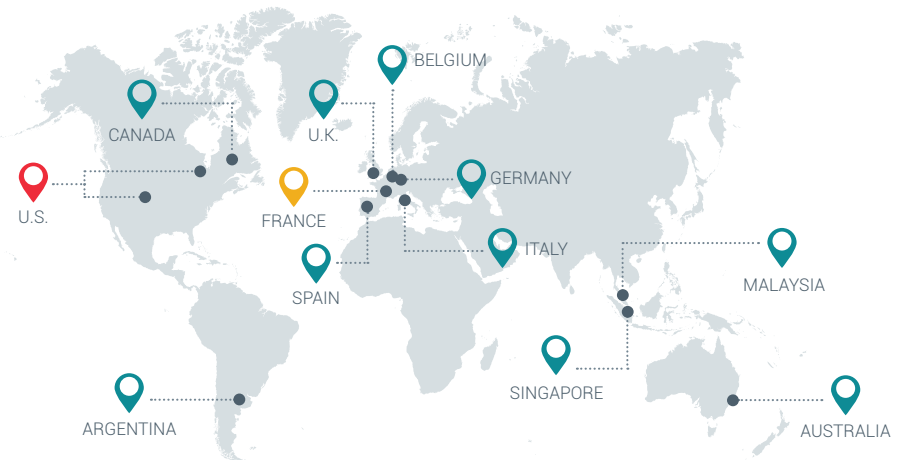 BELGIUM
CANADA
U.K.
GERMANY
U.S.
FRANCE
ITALY
SPAIN
MALAYSIA
SINGAPORE
ARGENTINA
AUSTRALIA